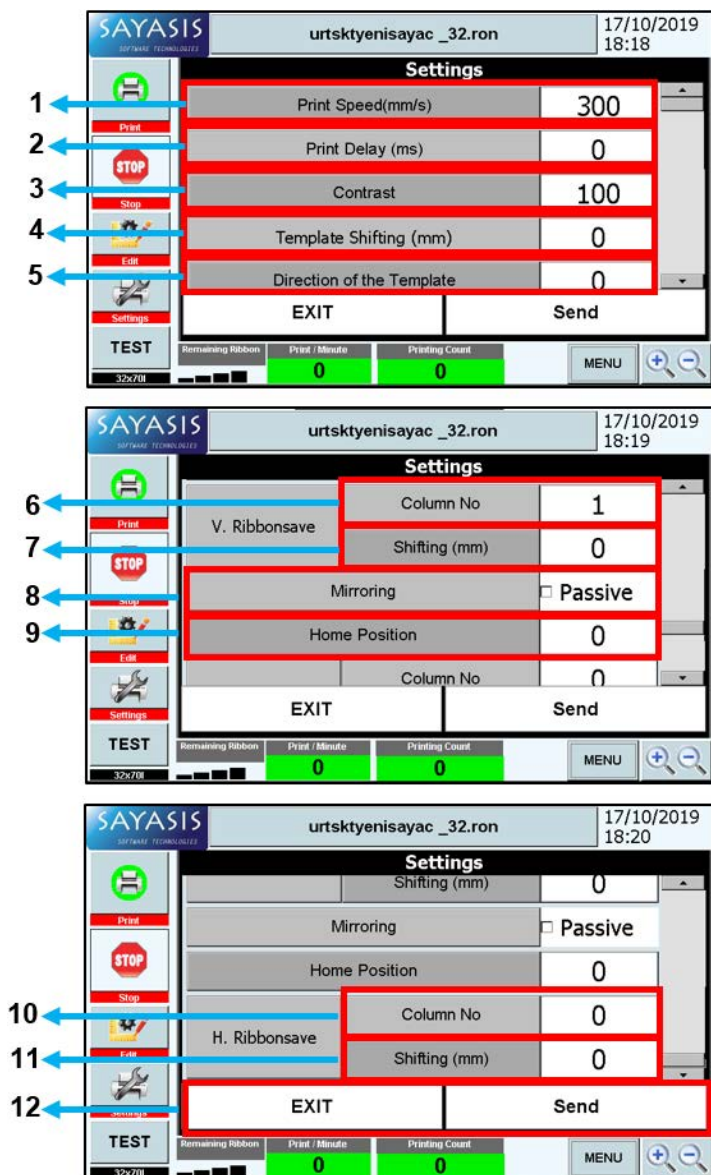 SAYASIS
SOFTWARE TECHNOLOGIES
urtsktyenisayac _32.ron
17/10/2019
18:18
Settings
1
Print Speed(mm/s)
300
Print
2
Print Delay (ms)
0
STOP
3
Contrast
100
Stop
4
Template Shifting (mm)
0
Edit
5
Direction of the Template
0
Settings
EXIT
Send
TEST
Remaining Ribbon
Print / Minute
Printing Count
0
0
MENU
32x70I
SAYASIS
SOFTWARE TECHNOLOGIES
urtsktyenisayac _32.ron
17/10/2019
18:19
Settings
6
V. Ribbonsave
Column No
1
Print
7
Shifting (mm)
0
STOP
8
Mirroring
Passive
Stop
9
Home Position
0
Edit
Column No
0
Settings
EXIT
Send
TEST
Remaining Ribbon
Print / Minute
Printing Count
0
0
MENU
32x70I
SAYASIS
SOFTWARE TECHNOLOGIES
urtsktyenisayac _32.ron
17/10/2019
18:20
Settings
Shifting (mm)
0
Print
Mirroring
Passive
STOP
Home Position
0
Stop
10
H. Ribbonsave
Column No
0
11
Shifting (mm)
0
Edit
12
EXIT
Send
Settings
TEST
Remaining Ribbon
Print / Minute
Printing Count
0
0
MENU
32x70I